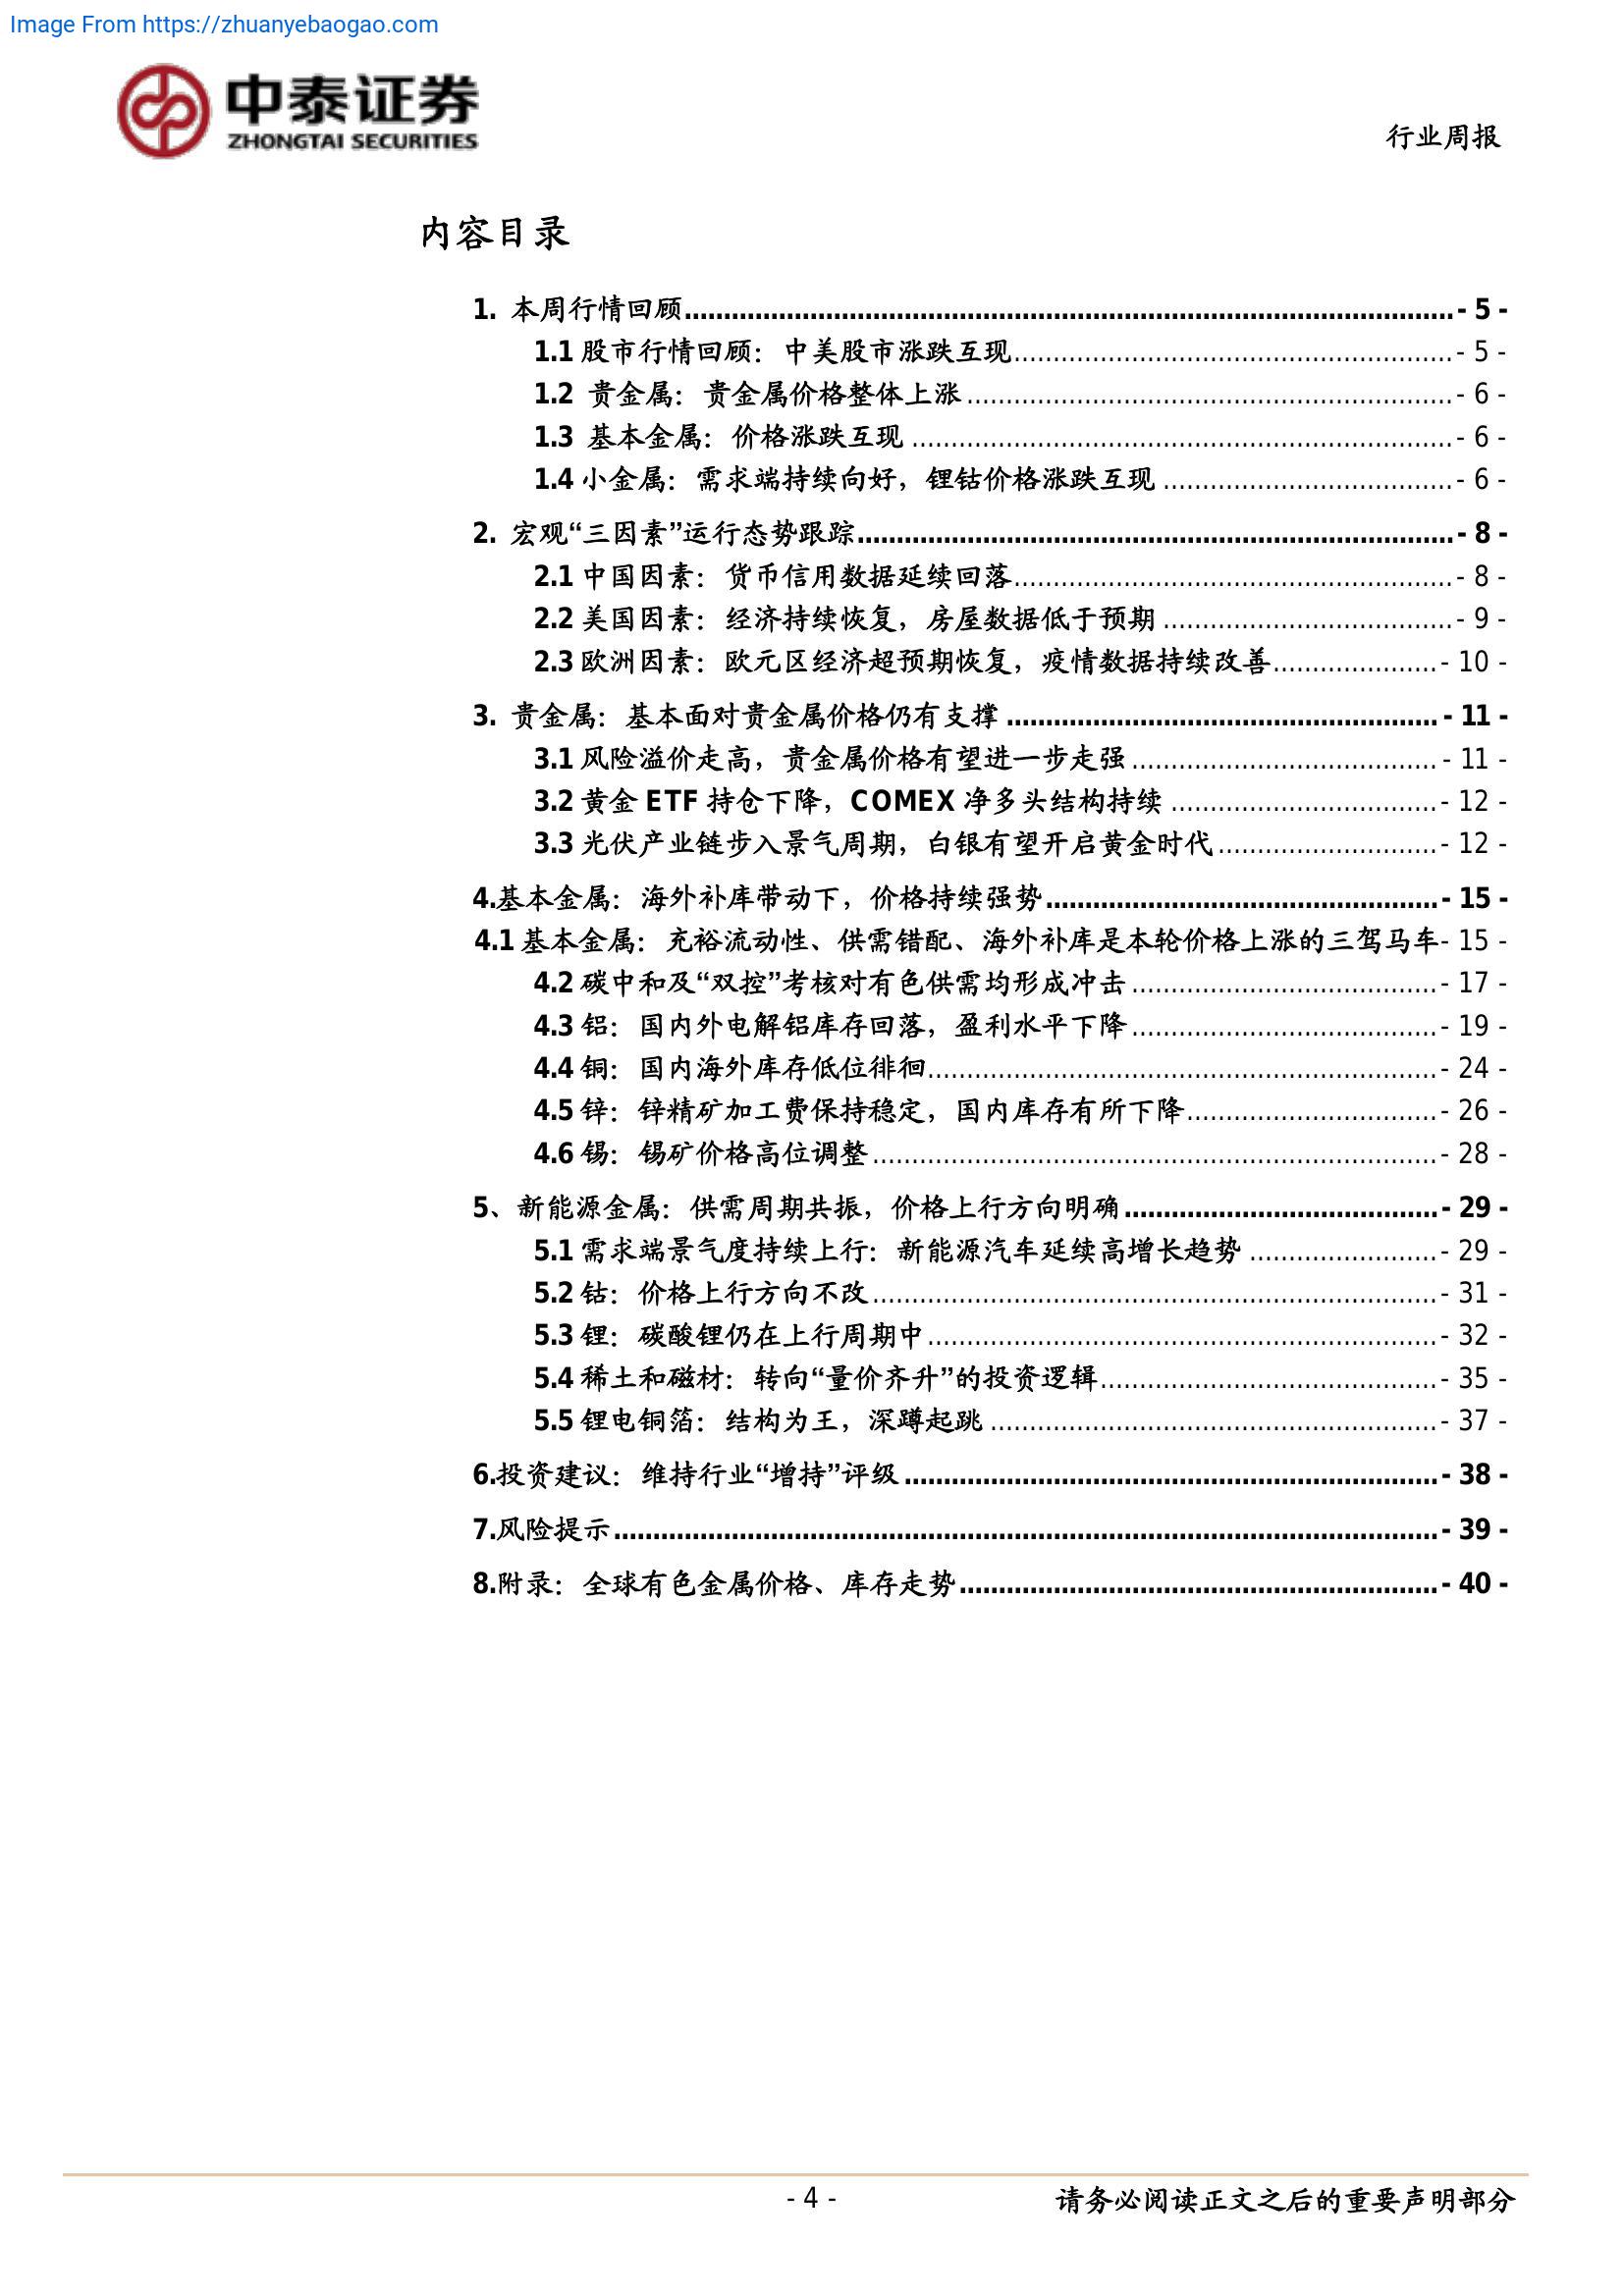 Image From https://zhuanyebaogao.com
中泰证券
ZHONGTAI SECURITIES
行业周报
内容目录
1. 本周行情回顾 - 5 -
1.1 股市行情回顾：中美股市涨跌互现 - 5 -
1.2 贵金属：贵金属价格整体上涨 - 6 -
1.3 基本金属：价格涨跌互现 - 6 -
1.4 小金属：需求端持续向好，锂钴价格涨跌互现 - 6 -
2. 宏观“三因素”运行态势跟踪 - 8 -
2.1 中国因素：货币信用数据延续回落 - 8 -
2.2 美国因素：经济持续恢复，房屋数据低于预期 - 9 -
2.3 欧洲因素：欧元区经济超预期恢复，疫情数据持续改善 - 10 -
3. 贵金属：基本面对贵金属价格仍有支撑 - 11 -
3.1 风险溢价走高，贵金属价格有望进一步走强 - 11 -
3.2 黄金 ETF 持仓下降，COMEX 净多头结构持续 - 12 -
3.3 光伏产业链步入景气周期，白银有望开启黄金时代 - 12 -
4.基本金属：海外补库带动下，价格持续强势 - 15 -
4.1 基本金属：充裕流动性、供需错配、海外补库是本轮价格上涨的三驾马车 - 15 -
4.2 碳中和及“双控”考核对有色供需均形成冲击 - 17 -
4.3 铝：国内外电解铝库存回落，盈利水平下降 - 19 -
4.4 铜：国内海外库存低位徘徊 - 24 -
4.5 锌：锌精矿加工费保持稳定，国内库存有所下降 - 26 -
4.6 锡：锡矿价格高位调整 - 28 -
5、新能源金属：供需周期共振，价格上行方向明确 - 29 -
5.1 需求端景气度持续上行：新能源汽车延续高增长趋势 - 29 -
5.2 钴：价格上行方向不改 - 31 -
5.3 锂：碳酸锂仍在上行周期中 - 32 -
5.4 稀土和磁材：转向“量价齐升”的投资逻辑 - 35 -
5.5 锂电铜箔：结构为王，深蹲起跳 - 37 -
6.投资建议：维持行业“增持”评级 - 38 -
7.风险提示 - 39 -
8.附录：全球有色金属价格、库存走势 - 40 -
- 4 -
请务必阅读正文之后的重要声明部分